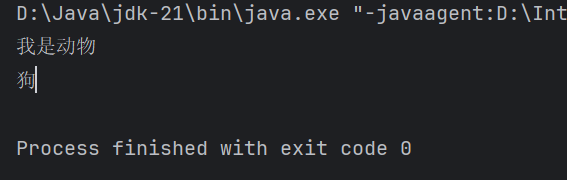 D:\Java\jdk-21\bin\java.exe "-javaagent:D:\Int
我是动物
狗
Process finished with exit code 0